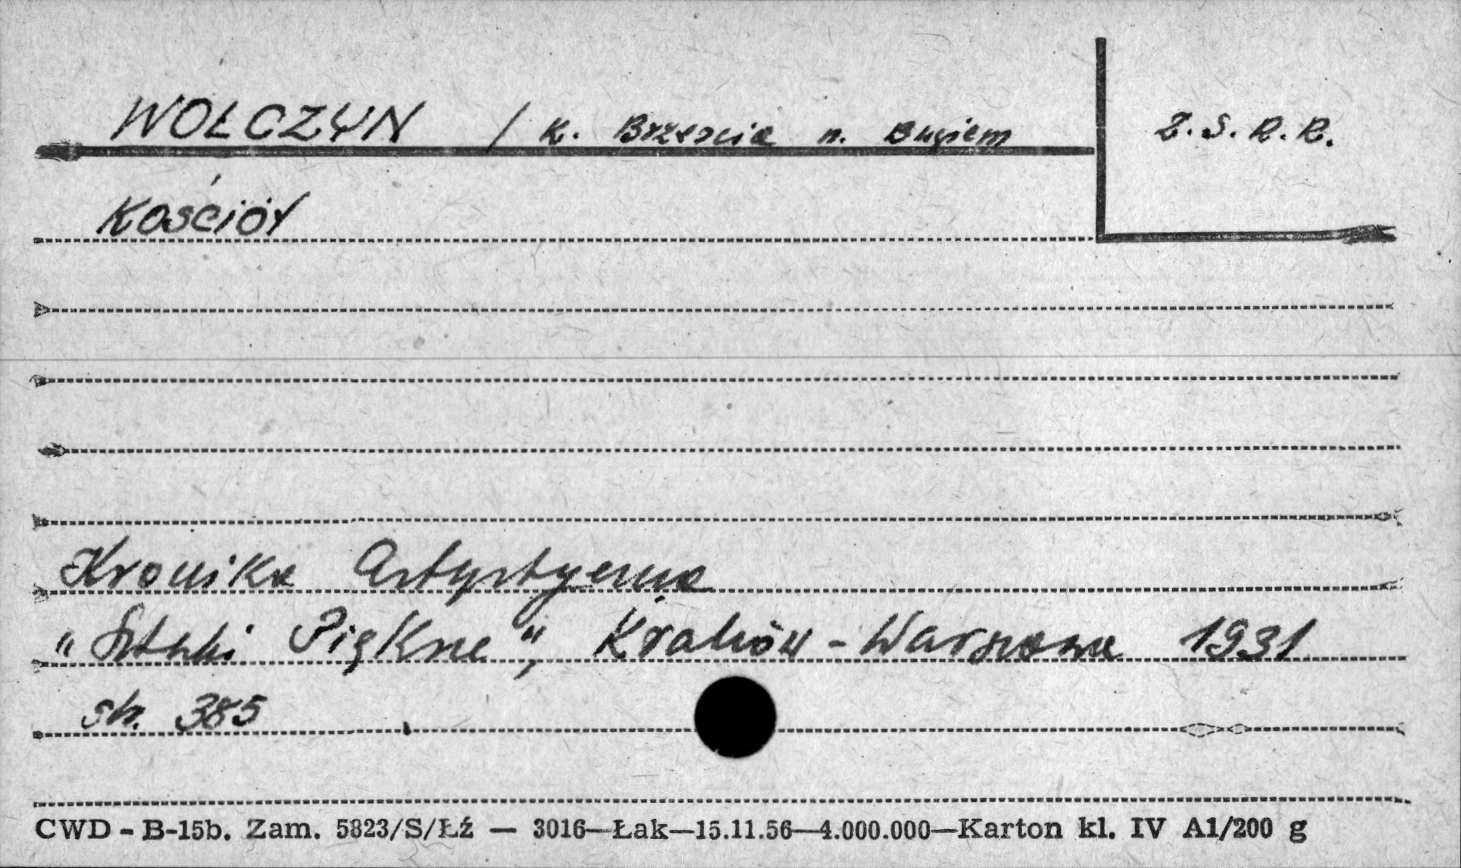 WOŁCZYN / k. Brześcia n. Bugiem
Z.S.R.R.
Kościół
Kronika Artystyczna
"Sztuki Piękne", Kraków - Warszawa 1931
str. 385
CWD - B-15b. Zam. 5823/S/Łź — 3016—Łak—15.11.56—4.000.000—Karton kl. IV A1/200 g